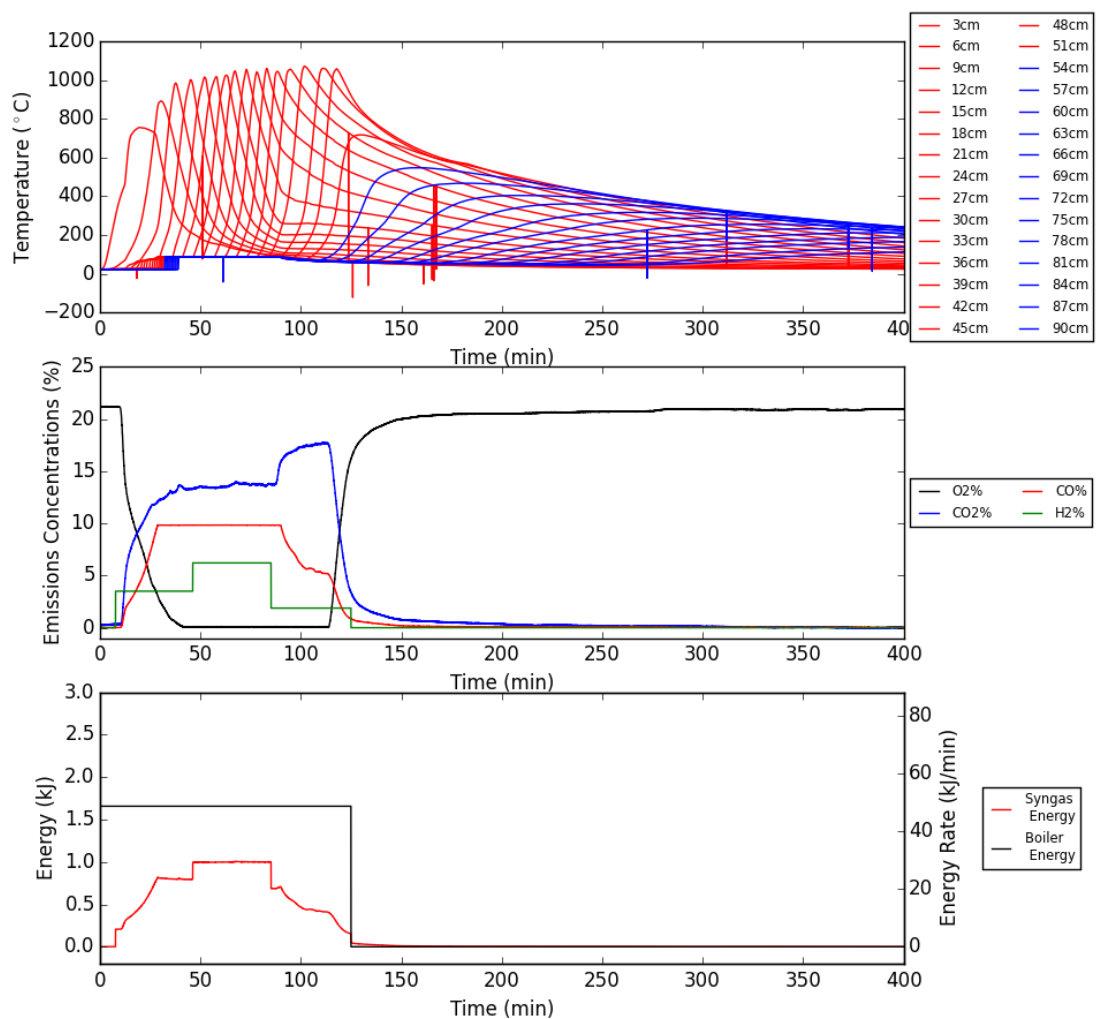 1200
1000
800
600
400
200
0
−200
Temperature (°C)
0 50 100 150 200 250 300 350 400
Time (min)
3cm 48cm
6cm 51cm
9cm 54cm
12cm 57cm
15cm 60cm
18cm 63cm
21cm 66cm
24cm 69cm
27cm 72cm
30cm 75cm
33cm 78cm
36cm 81cm
39cm 84cm
42cm 87cm
45cm 90cm
25
20
15
10
5
0
Emissions Concentrations (%)
0 50 100 150 200 250 300 350 400
Time (min)
O2% CO%
CO2% H2%
3.0
2.5
2.0
1.5
1.0
0.5
0.0
Energy (kJ)
0 50 100 150 200 250 300 350 400
Time (min)
80
60
40
20
0
Energy Rate (kJ/min)
Syngas
Energy
Boiler
Energy